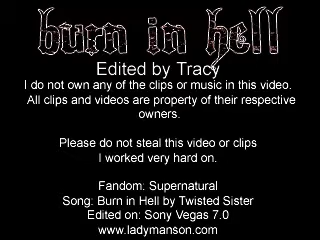 burn in hell
Edited by Tracy
I do not own any of the clips or music in this video.
All clips and videos are property of their respective
owners.
Please do not steal this video or clips
I worked very hard on.
Fandom: Supernatural
Song: Burn in Hell by Twisted Sister
Edited on: Sony Vegas 7.0
www.ladymanson.com